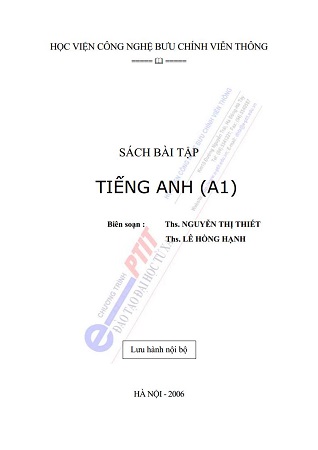 HỌC VIỆN CÔNG NGHỆ BƯU CHÍNH VIỄN THÔNG
===== 🕮 =====
SÁCH BÀI TẬP
TIẾNG ANH (A1)
Biên soạn : Ths. NGUYỄN THỊ THIẾT
Ths. LÊ HỒNG HẠNH
PTIT
CHƯƠNG TRÌNH
ĐÀO TẠO ĐẠI HỌC TỪ XA
Lưu hành nội bộ
HÀ NỘI - 2006